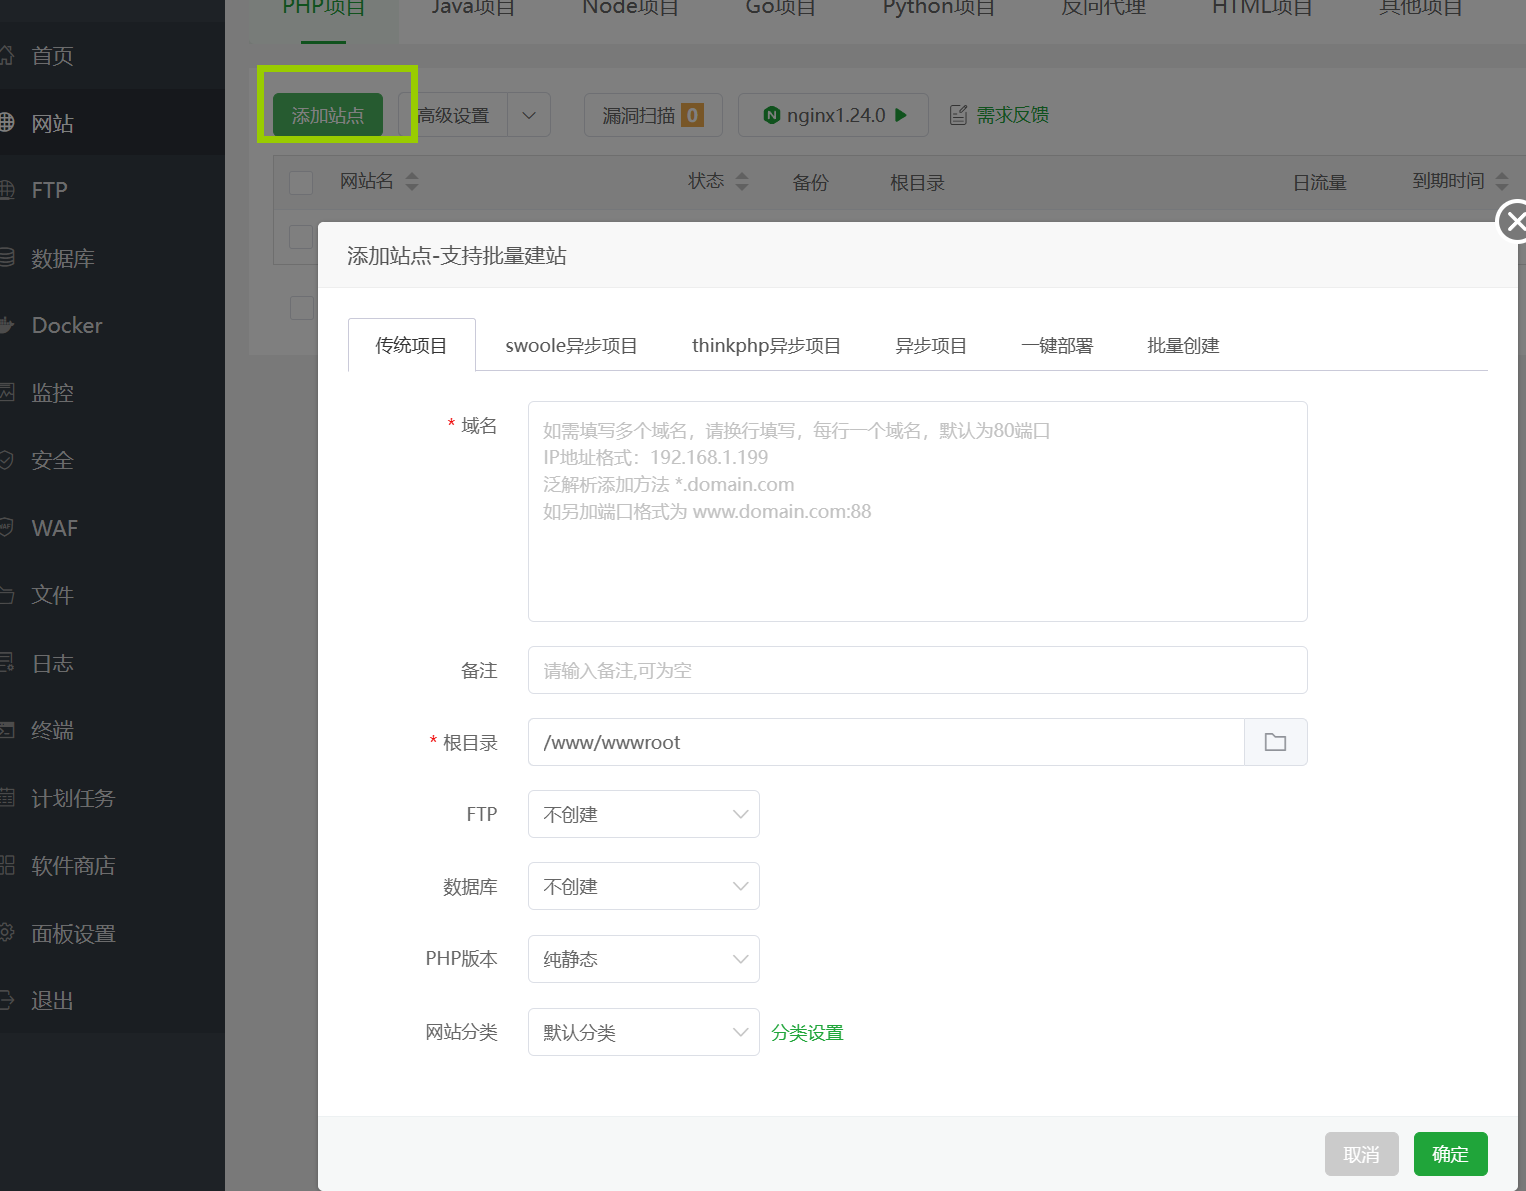 PHP项目
Java项目
Node项目
Go项目
Python项目
反向代理
HTML项目
其他项目
首页
网站
FTP
数据库
Docker
监控
安全
WAF
文件
日志
终端
计划任务
软件商店
面板设置
退出
添加站点
高级设置
漏洞扫描 0
nginx1.24.0
需求反馈
网站名
状态
备份
根目录
日流量
到期时间
添加站点-支持批量建站
传统项目
swoole异步项目
thinkphp异步项目
异步项目
一键部署
批量创建
* 域名
如需填写多个域名，请换行填写，每行一个域名，默认为80端口
IP地址格式：192.168.1.199
泛解析添加方法 *.domain.com
如另加端口格式为 www.domain.com:88
备注
请输入备注,可为空
* 根目录
/www/wwwroot
FTP
不创建
数据库
不创建
PHP版本
纯静态
网站分类
默认分类
分类设置
取消
确定